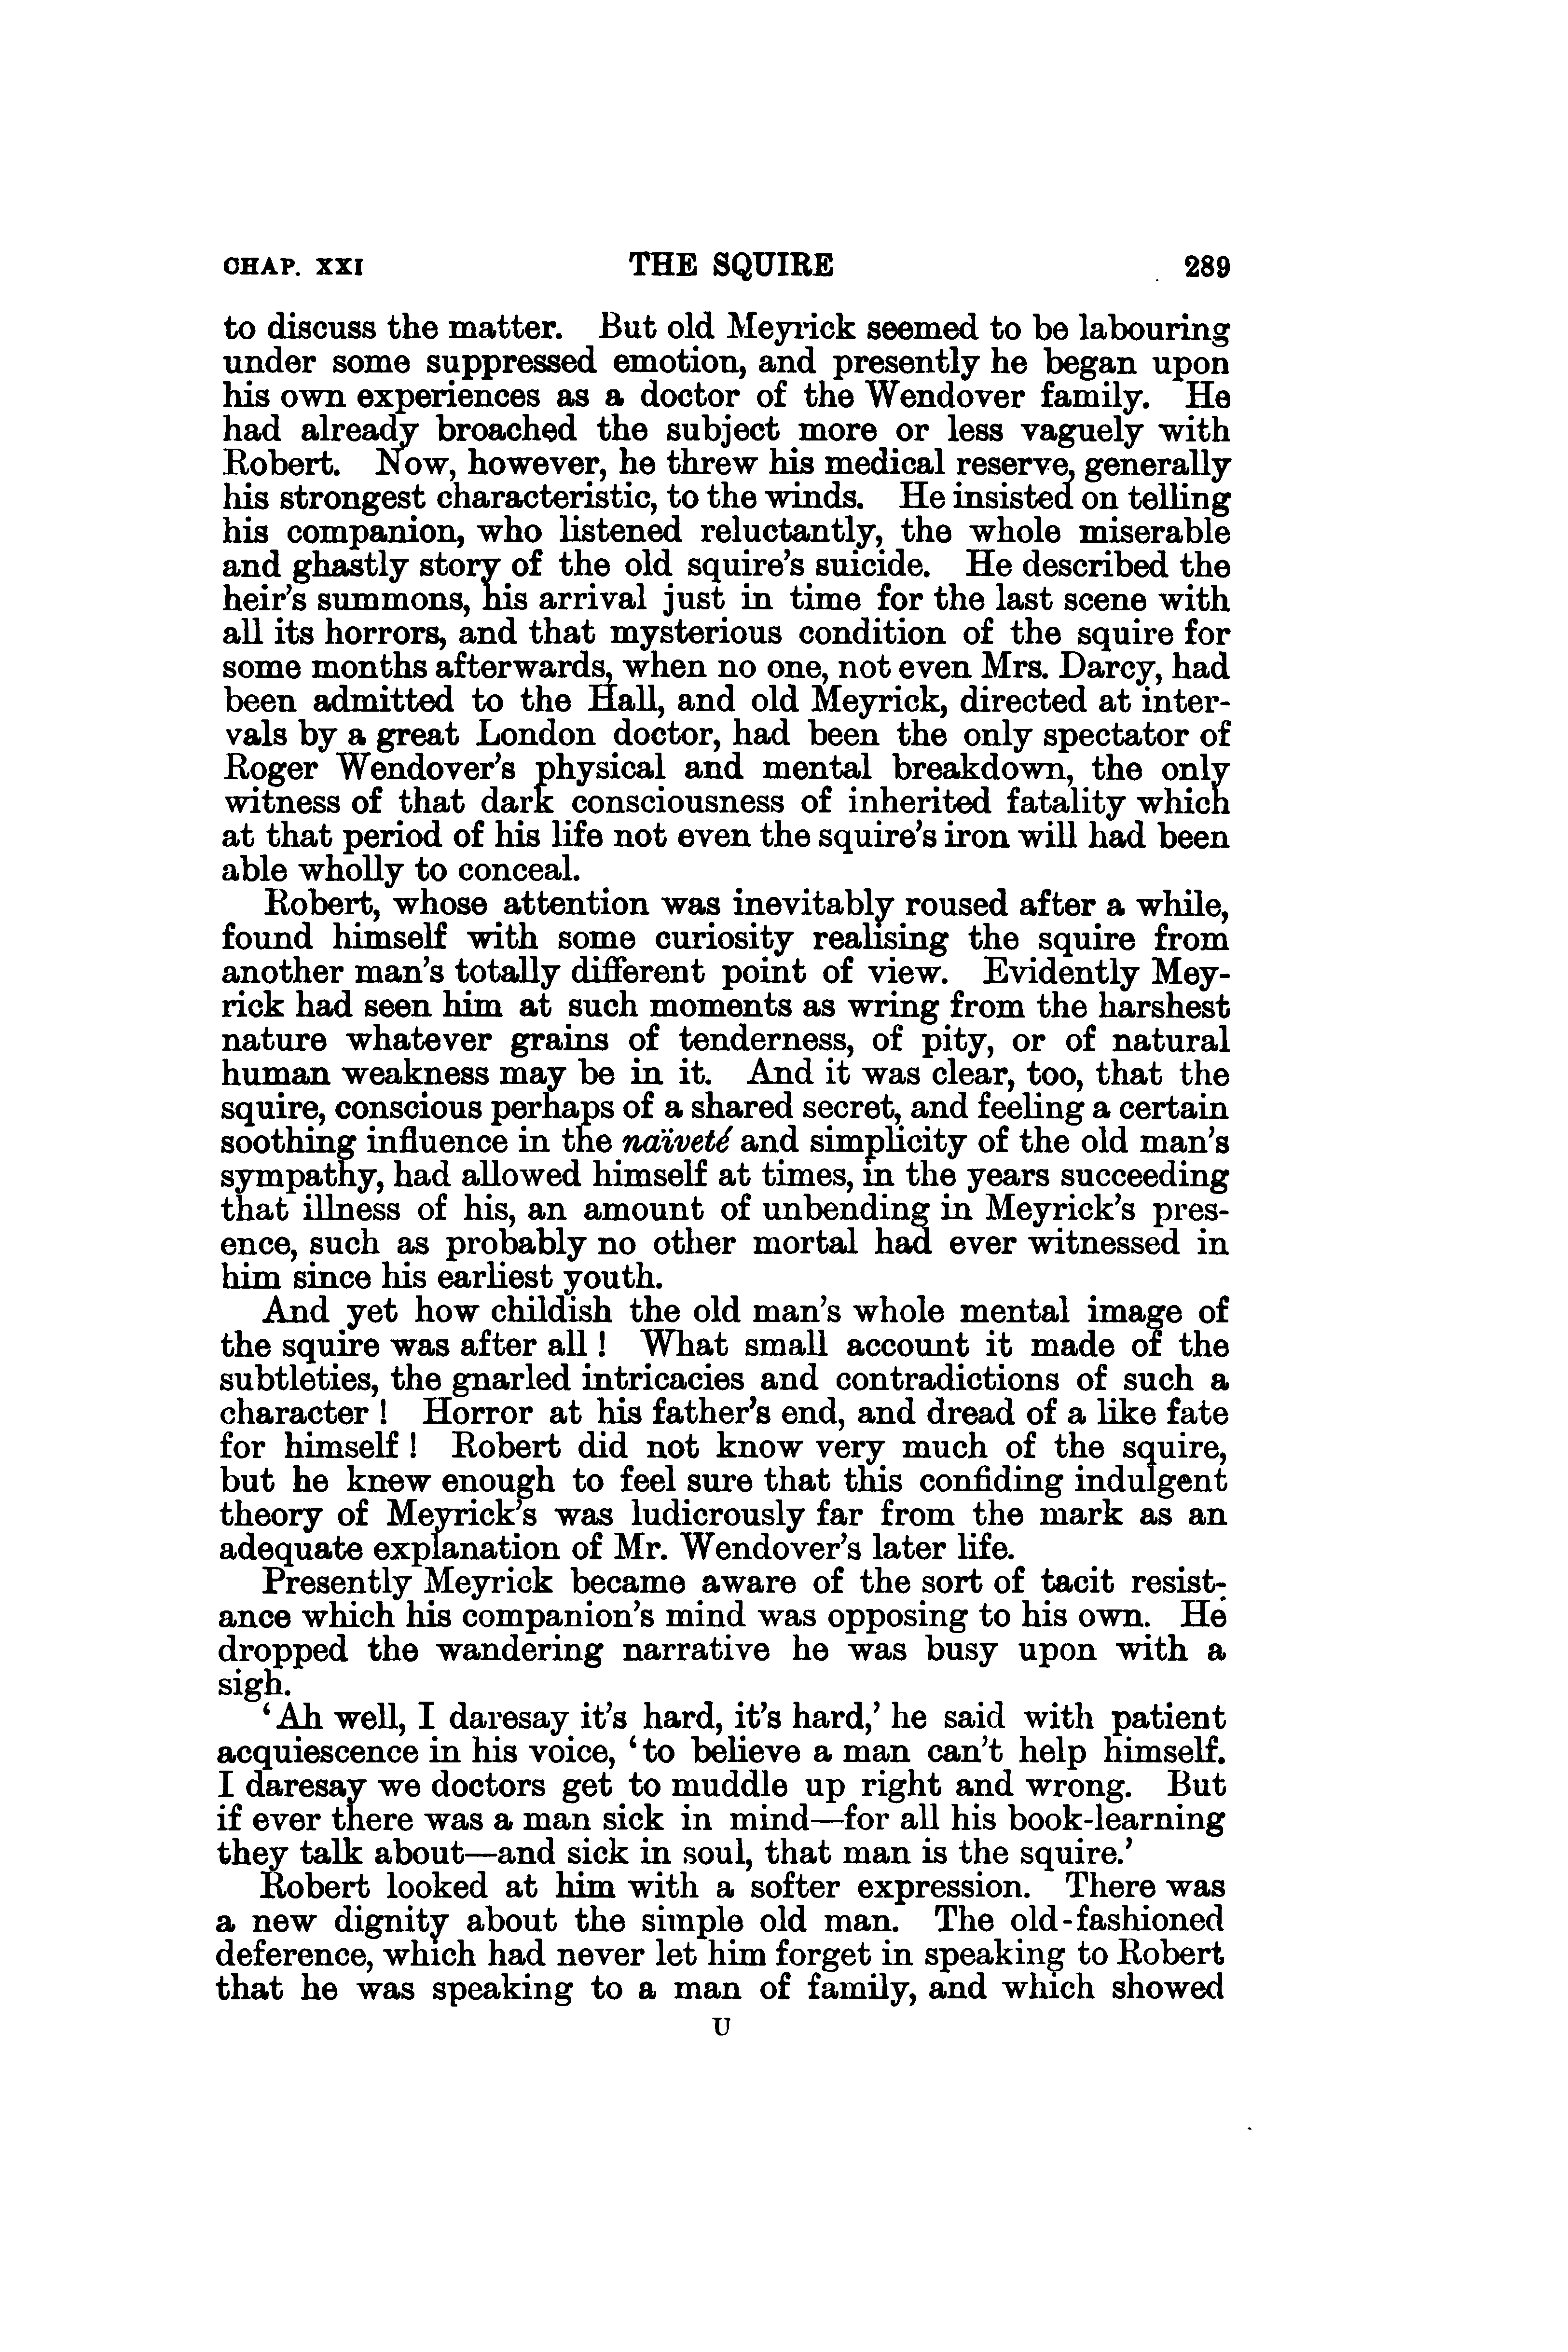 CHAP. XXI THE SQUIRE 289
to discuss the matter. But old Meyrick seemed to be labouring
under some suppressed emotion, and presently he began upon
his own experiences as a doctor of the Wendover family. He
had already broached the subject more or less vaguely with
Robert. Now, however, he threw his medical reserve, generally
his strongest characteristic, to the winds. He insisted on telling
his companion, who listened reluctantly, the whole miserable
and ghastly story of the old squire's suicide. He described the
heir's summons, his arrival just in time for the last scene with
all its horrors, and that mysterious condition of the squire for
some months afterwards, when no one, not even Mrs. Darcy, had
been admitted to the Hall, and old Meyrick, directed at inter-
vals by a great London doctor, had been the only spectator of
Roger Wendover's physical and mental breakdown, the only
witness of that dark consciousness of inherited fatality which
at that period of his life not even the squire's iron will had been
able wholly to conceal.
Robert, whose attention was inevitably roused after a while,
found himself with some curiosity realising the squire from
another man's totally different point of view. Evidently Mey-
rick had seen him at such moments as wring from the harshest
nature whatever grains of tenderness, of pity, or of natural
human weakness may be in it. And it was clear, too, that the
squire, conscious perhaps of a shared secret, and feeling a certain
soothing influence in the naïveté and simplicity of the old man's
sympathy, had allowed himself at times, in the years succeeding
that illness of his, an amount of unbending in Meyrick's pres-
ence, such as probably no other mortal had ever witnessed in
him since his earliest youth.
And yet how childish the old man's whole mental image of
the squire was after all! What small account it made of the
subtleties, the gnarled intricacies and contradictions of such a
character! Horror at his father's end, and dread of a like fate
for himself! Robert did not know very much of the squire,
but he knew enough to feel sure that this confiding indulgent
theory of Meyrick's was ludicrously far from the mark as an
adequate explanation of Mr. Wendover's later life.
Presently Meyrick became aware of the sort of tacit resist-
ance which his companion's mind was opposing to his own. He
dropped the wandering narrative he was busy upon with a
sigh.
'Ah well, I daresay it's hard, it's hard,' he said with patient
acquiescence in his voice, 'to believe a man can't help himself.
I daresay we doctors get to muddle up right and wrong. But
if ever there was a man sick in mind—for all his book-learning
they talk about—and sick in soul, that man is the squire.'
Robert looked at him with a softer expression. There was
a new dignity about the simple old man. The old-fashioned
deference, which had never let him forget in speaking to Robert
that he was speaking to a man of family, and which showed
U